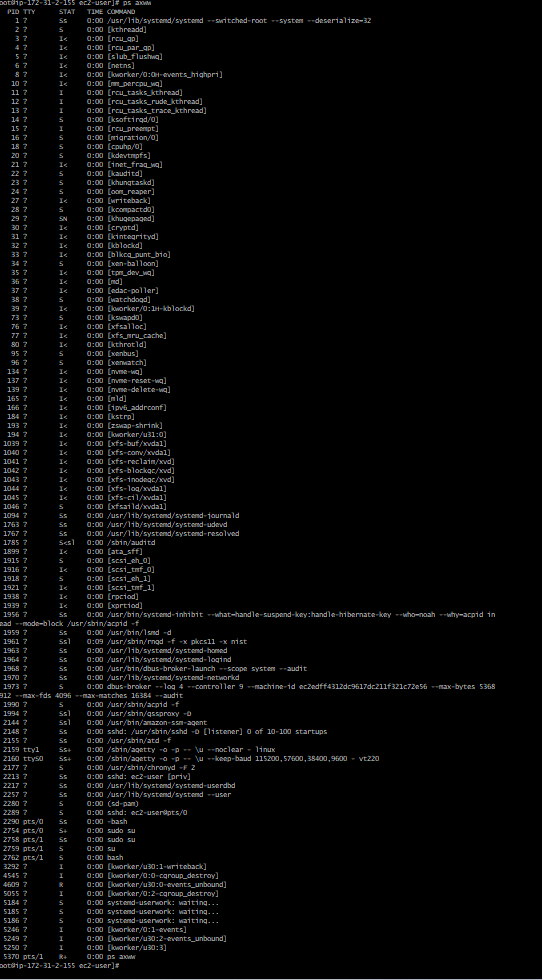 oot@ip-172-31-2-155 ec2-user]# ps axww
PID TTY STAT TIME COMMAND
1 ? Ss 0:00 /usr/lib/systemd/systemd --switched-root --system --deserialize=32
2 ? S 0:00 [kthreadd]
3 ? I< 0:00 [rcu_gp]
4 ? I< 0:00 [rcu_par_gp]
5 ? I< 0:00 [slub_flushwq]
6 ? I< 0:00 [netns]
8 ? I< 0:00 [kworker/0:0H-events_highpri]
10 ? I< 0:00 [mm_percpu_wq]
11 ? I 0:00 [rcu_tasks_kthread]
12 ? I 0:00 [rcu_tasks_rude_kthread]
13 ? I 0:00 [rcu_tasks_trace_kthread]
14 ? S 0:00 [ksoftirqd/0]
15 ? I 0:00 [rcu_preempt]
16 ? S 0:00 [migration/0]
18 ? S 0:00 [cpuhp/0]
20 ? S 0:00 [kdevtmpfs]
21 ? I< 0:00 [inet_frag_wq]
22 ? S 0:00 [kauditd]
23 ? S 0:00 [khungtaskd]
24 ? S 0:00 [oom_reaper]
27 ? I< 0:00 [writeback]
28 ? S 0:00 [kcompactd0]
29 ? SN 0:00 [khugepaged]
30 ? I< 0:00 [cryptd]
31 ? I< 0:00 [kintegrityd]
32 ? I< 0:00 [kblockd]
33 ? I< 0:00 [blkcg_punt_bio]
34 ? S 0:00 [xen-balloon]
35 ? I< 0:00 [tpm_dev_wq]
36 ? I< 0:00 [md]
37 ? I< 0:00 [edac-poller]
38 ? S 0:00 [watchdogd]
39 ? I< 0:00 [kworker/0:1H-kblockd]
73 ? S 0:00 [kswapd0]
76 ? I< 0:00 [xfsalloc]
77 ? I< 0:00 [xfs_mru_cache]
80 ? I< 0:00 [kthrotld]
95 ? S 0:00 [xenbus]
96 ? S 0:00 [xenwatch]
134 ? I< 0:00 [nvme-wq]
137 ? I< 0:00 [nvme-reset-wq]
139 ? I< 0:00 [nvme-delete-wq]
165 ? I< 0:00 [mld]
166 ? I< 0:00 [ipv6_addrconf]
184 ? I< 0:00 [kstrp]
193 ? I< 0:00 [zswap-shrink]
194 ? I< 0:00 [kworker/u31:0]
1039 ? I< 0:00 [xfs-buf/xvda1]
1040 ? I< 0:00 [xfs-conv/xvda1]
1041 ? I< 0:00 [xfs-reclaim/xvd]
1042 ? I< 0:00 [xfs-blockgc/xvd]
1043 ? I< 0:00 [xfs-inodegc/xvd]
1044 ? I< 0:00 [xfs-log/xvda1]
1045 ? I< 0:00 [xfs-cil/xvda1]
1046 ? S 0:00 [xfsaild/xvda1]
1094 ? Ss 0:00 /usr/lib/systemd/systemd-journald
1763 ? Ss 0:00 /usr/lib/systemd/systemd-udevd
1767 ? Ss 0:00 /usr/lib/systemd/systemd-resolved
1785 ? S<sl 0:00 /sbin/auditd
1899 ? I< 0:00 [ata_sff]
1915 ? S 0:00 [scsi_eh_0]
1916 ? I< 0:00 [scsi_tmf_0]
1918 ? S 0:00 [scsi_eh_1]
1921 ? I< 0:00 [scsi_tmf_1]
1938 ? I< 0:00 [rpciod]
1939 ? I< 0:00 [xprtiod]
1956 ? Ss 0:00 /usr/bin/systemd-inhibit --what=handle-suspend-key:handle-hibernate-key --who=noah --why=acpid in
ead --mode=block /usr/sbin/acpid -f
1959 ? Ss 0:00 /usr/bin/lsmd -d
1961 ? Ssl 0:09 /usr/sbin/rngd -f -x pkcs11 -x nist
1963 ? Ss 0:00 /usr/lib/systemd/systemd-homed
1964 ? Ss 0:00 /usr/lib/systemd/systemd-logind
1968 ? Ss 0:00 /usr/bin/dbus-broker-launch --scope system --audit
1970 ? Ss 0:00 /usr/lib/systemd/systemd-networkd
1973 ? S 0:00 dbus-broker --log 4 --controller 9 --machine-id ec2edff4312dc9617dc211f321c72e56 --max-bytes 5368
912 --max-fds 4096 --max-matches 16384 --audit
1990 ? S 0:00 /usr/sbin/acpid -f
1994 ? Ssl 0:00 /usr/sbin/gssproxy -D
2144 ? Ssl 0:00 /usr/bin/amazon-ssm-agent
2148 ? Ss 0:00 sshd: /usr/sbin/sshd -D [listener] 0 of 10-100 startups
2155 ? Ss 0:00 /usr/sbin/atd -f
2159 tty1 Ss+ 0:00 /sbin/agetty -o -p -- \u --noclear - linux
2160 ttyS0 Ss+ 0:00 /sbin/agetty -o -p -- \u --keep-baud 115200,57600,38400,9600 - vt220
2177 ? S 0:00 /usr/sbin/chronyd -F 2
2213 ? Ss 0:00 sshd: ec2-user [priv]
2217 ? Ss 0:00 /usr/lib/systemd/systemd-userdbd
2257 ? Ss 0:00 /usr/lib/systemd/systemd --user
2280 ? S 0:00 (sd-pam)
2289 ? S 0:00 sshd: ec2-user@pts/0
2290 pts/0 Ss 0:00 -bash
2754 pts/0 S+ 0:00 sudo su
2758 pts/1 Ss 0:00 sudo su
2759 pts/1 S 0:00 su
2762 pts/1 S 0:00 bash
3292 ? I 0:00 [kworker/u30:1-writeback]
4545 ? I 0:00 [kworker/0:0-cgroup_destroy]
4609 ? R 0:00 [kworker/u30:0-events_unbound]
5055 ? I 0:00 [kworker/0:2-cgroup_destroy]
5184 ? S 0:00 systemd-userwork: waiting...
5185 ? S 0:00 systemd-userwork: waiting...
5186 ? S 0:00 systemd-userwork: waiting...
5246 ? I 0:00 [kworker/0:1-events]
5249 ? I 0:00 [kworker/u30:2-events_unbound]
5250 ? I 0:00 [kworker/u30:3]
5370 pts/1 R+ 0:00 ps axww
oot@ip-172-31-2-155 ec2-user]#